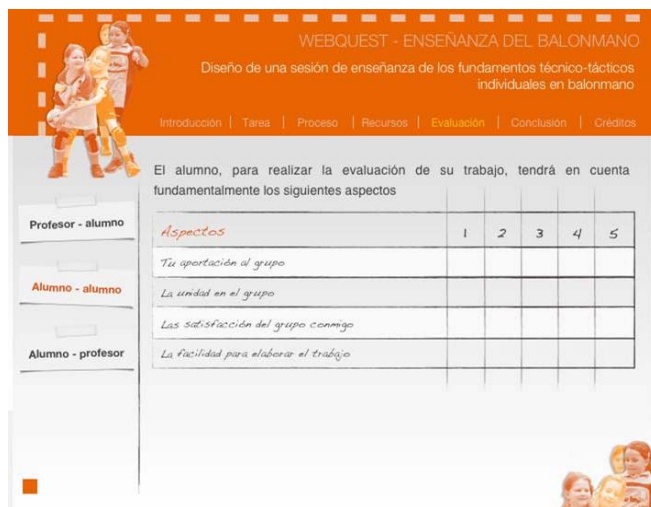 WEBQUEST - ENSEÑANZA DEL BALONMANO
Diseño de una sesión de enseñanza de los fundamentos técnico-tácticos
individuales en balonmano
Introducción | Tarea | Proceso | Recursos | Evaluación | Conclusión | Créditos
El alumno, para realizar la evaluación de su trabajo, tendrá en cuenta
fundamentalmente los siguientes aspectos
Profesor - alumno
Alumno - alumno
Alumno - profesor
Aspectos 1 2 3 4 5
Tu aportación al grupo
La unidad en el grupo
Las satisfacción del grupo conmigo
La facilidad para elaborar el trabajo